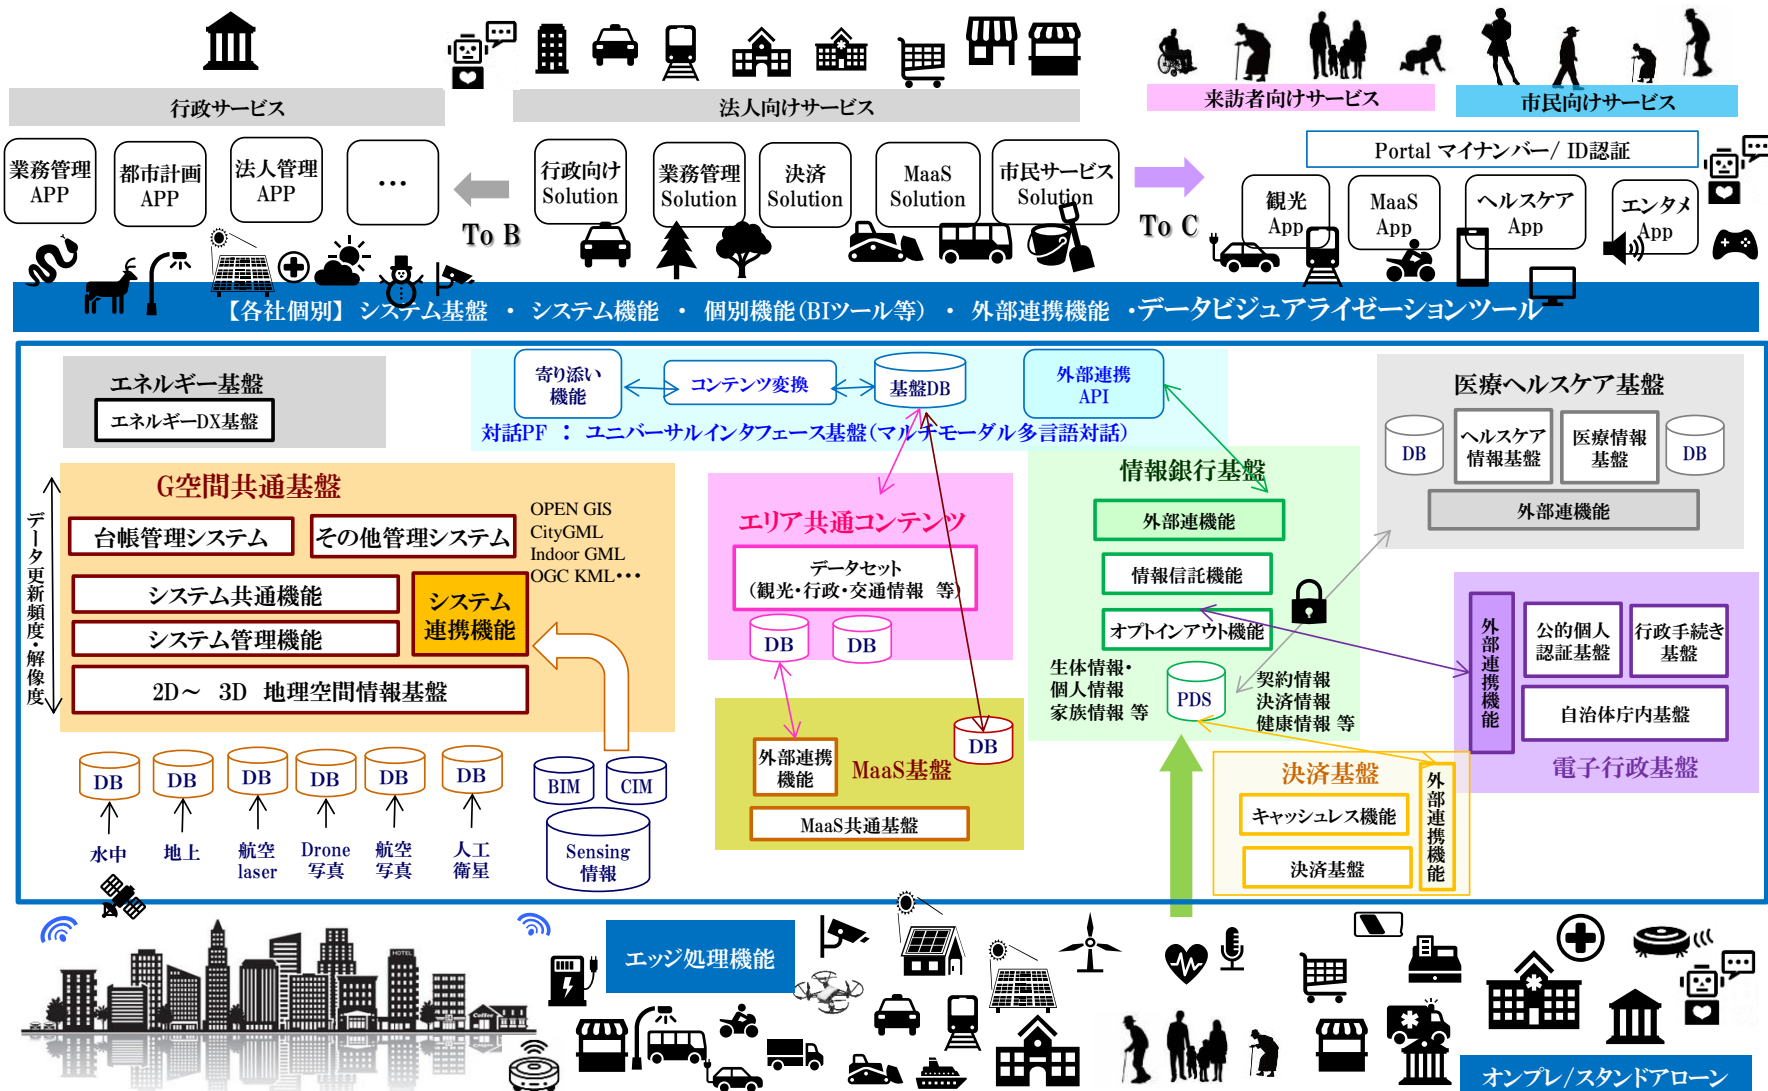 行政サービス
法人向けサービス
来訪者向けサービス
市民向けサービス
Portal マイナンバー/ ID認証
業務管理
APP
都市計画
APP
法人管理
APP
…
To B
行政向け
Solution
業務管理
Solution
決済
Solution
MaaS
Solution
市民サービス
Solution
To C
観光
App
MaaS
App
ヘルスケア
App
エンタメ
App
【各社個別】 システム基盤 ・ システム機能 ・ 個別機能(BIツール等) ・ 外部連携機能 ・データビジュアライゼーションツール
エネルギー基盤
エネルギーDX基盤
寄り添い
機能
コンテンツ変換
基盤DB
外部連携
API
対話PF ： ユニバーサルインタフェース基盤(マルチモーダル多言語対話)
医療ヘルスケア基盤
DB
ヘルスケア
情報基盤
医療情報
基盤
DB
外部連機能
データ更新頻度・解像度
G空間共通基盤
台帳管理システム
その他管理システム
OPEN GIS
CityGML
Indoor GML
OGC KML・・・
システム共通機能
システム管理機能
システム
連携機能
2D～ 3D 地理空間情報基盤
DB
DB
DB
DB
DB
DB
水中
地上
航空
laser
Drone
写真
航空
写真
人工
衛星
BIM
CIM
Sensing
情報
エリア共通コンテンツ
データセット
(観光・行政・交通情報 等)
DB
DB
外部連携
機能
MaaS基盤
DB
MaaS共通基盤
情報銀行基盤
外部連機能
情報信託機能
オプトインアウト機能
生体情報・
個人情報
家族情報 等
PDS
契約情報
決済情報
健康情報 等
外部連携機能
公的個人
認証基盤
行政手続き
基盤
自治体庁内基盤
電子行政基盤
決済基盤
キャッシュレス機能
決済基盤
外部連携機能
エッジ処理機能
HOTEL
Coffee
オンプレ/スタンドアローン